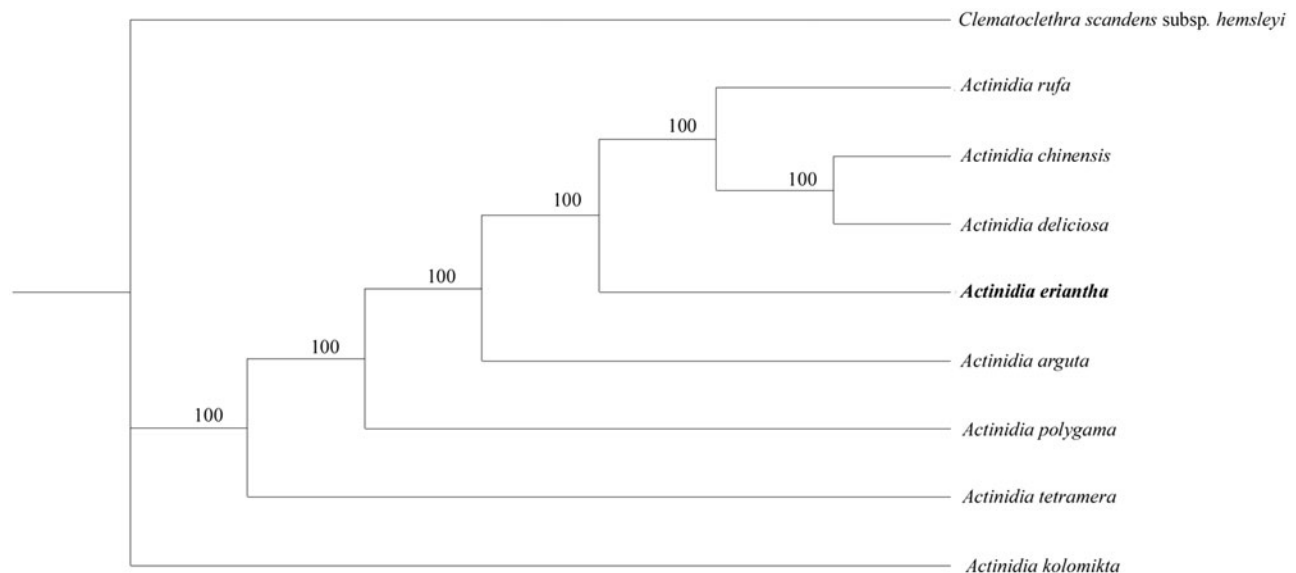 Clematoclethra scandens subsp. hemsleyi
Actinidia rufa
100
Actinidia chinensis
100
Actinidia deliciosa
100
100
Actinidia eriantha
100
Actinidia arguta
100
Actinidia polygama
Actinidia tetramera
Actinidia kolomikta